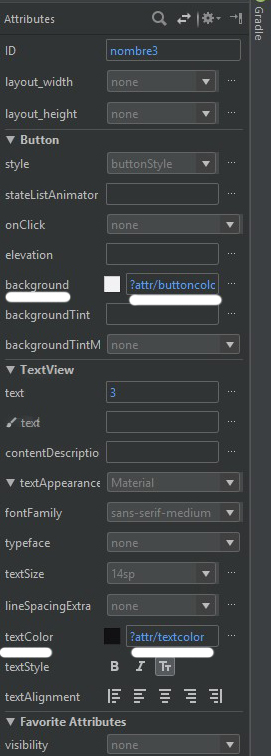 Attributes
Gradle
ID nombre3
layout_width none
layout_height none
Button
style buttonStyle
stateListAnimator
onClick none
elevation
background ?attr/buttoncolc
backgroundTint
backgroundTintM none
TextView
text 3
text
contentDescriptio
textAppearance Material
fontFamily sans-serif-medium
typeface none
textSize 14sp
lineSpacingExtra none
textColor ?attr/textcolor
textStyle B I Tт
textAlignment
Favorite Attributes
visibility none